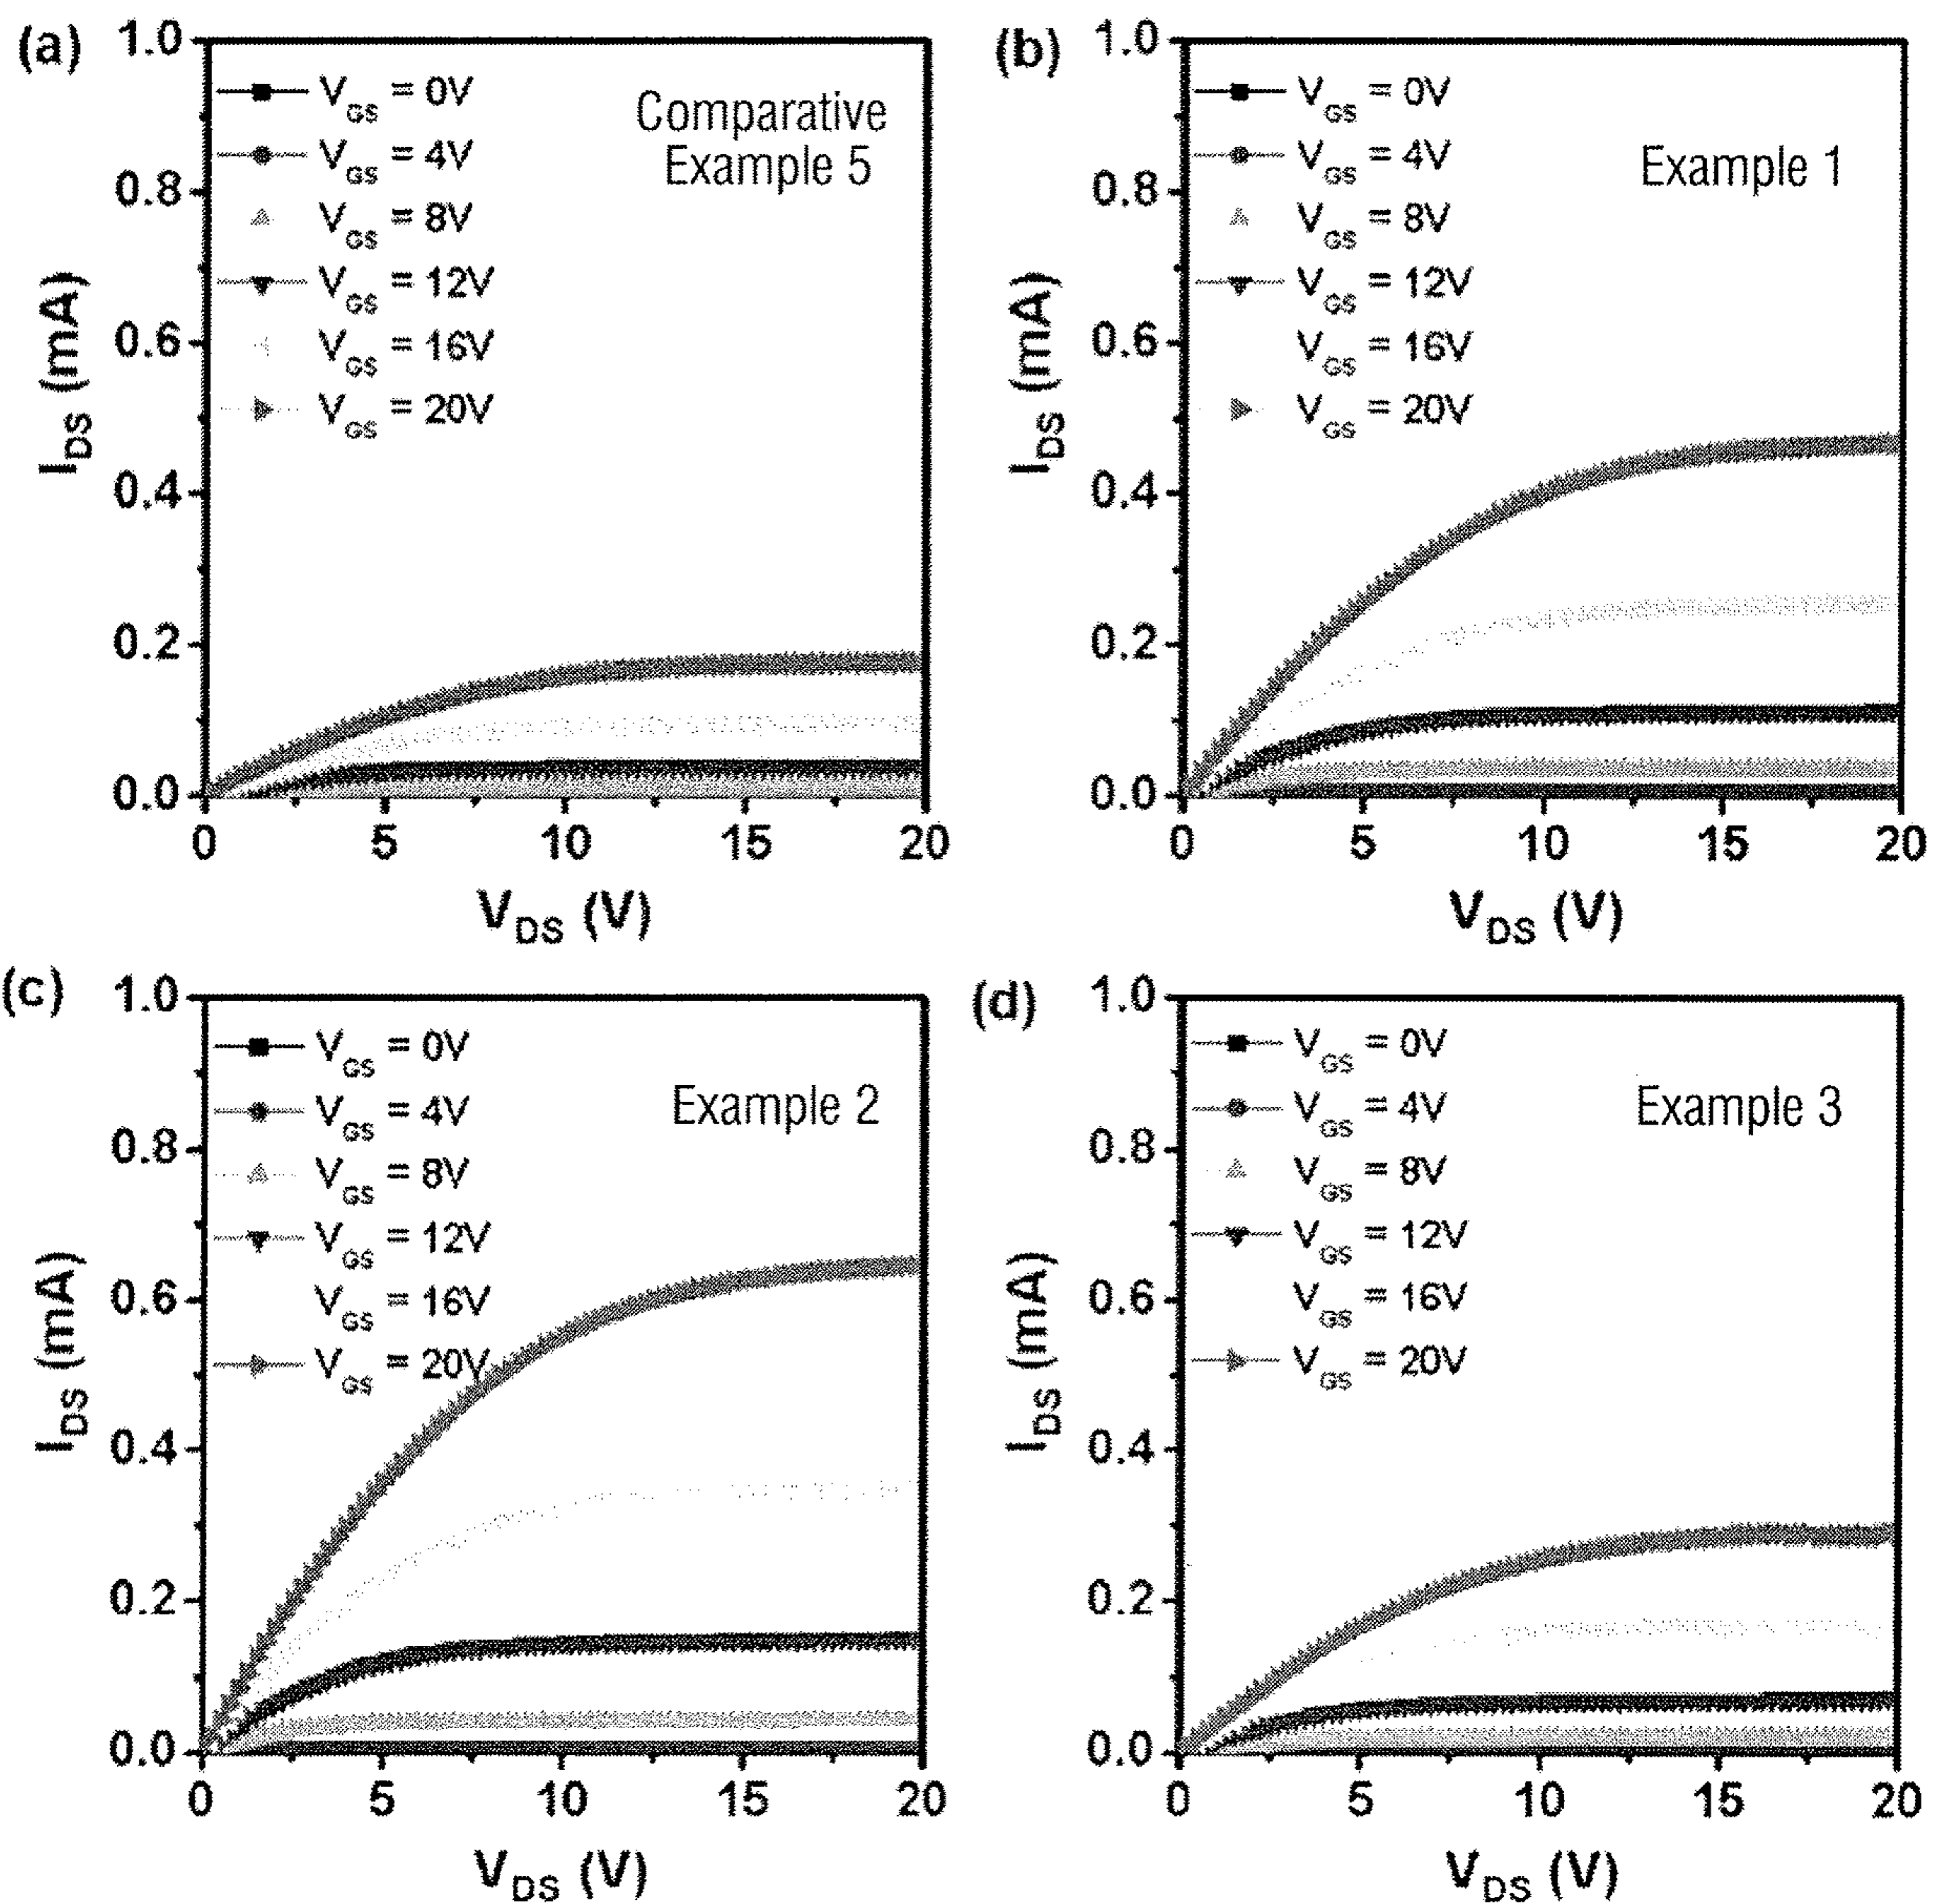 (a)
1.0
0.8
0.6
0.4
0.2
0.0
I_DS (mA)
V_GS = 0V
V_GS = 4V
V_GS = 8V
V_GS = 12V
V_GS = 16V
V_GS = 20V
Comparative
Example 5
0 5 10 15 20
V_DS (V)
(b)
1.0
0.8
0.6
0.4
0.2
0.0
I_DS (mA)
V_GS = 0V
V_GS = 4V
V_GS = 8V
V_GS = 12V
V_GS = 16V
V_GS = 20V
Example 1
0 5 10 15 20
V_DS (V)
(c)
1.0
0.8
0.6
0.4
0.2
0.0
I_DS (mA)
V_GS = 0V
V_GS = 4V
V_GS = 8V
V_GS = 12V
V_GS = 16V
V_GS = 20V
Example 2
0 5 10 15 20
V_DS (V)
(d)
1.0
0.8
0.6
0.4
0.2
0.0
I_DS (mA)
V_GS = 0V
V_GS = 4V
V_GS = 8V
V_GS = 12V
V_GS = 16V
V_GS = 20V
Example 3
0 5 10 15 20
V_DS (V)